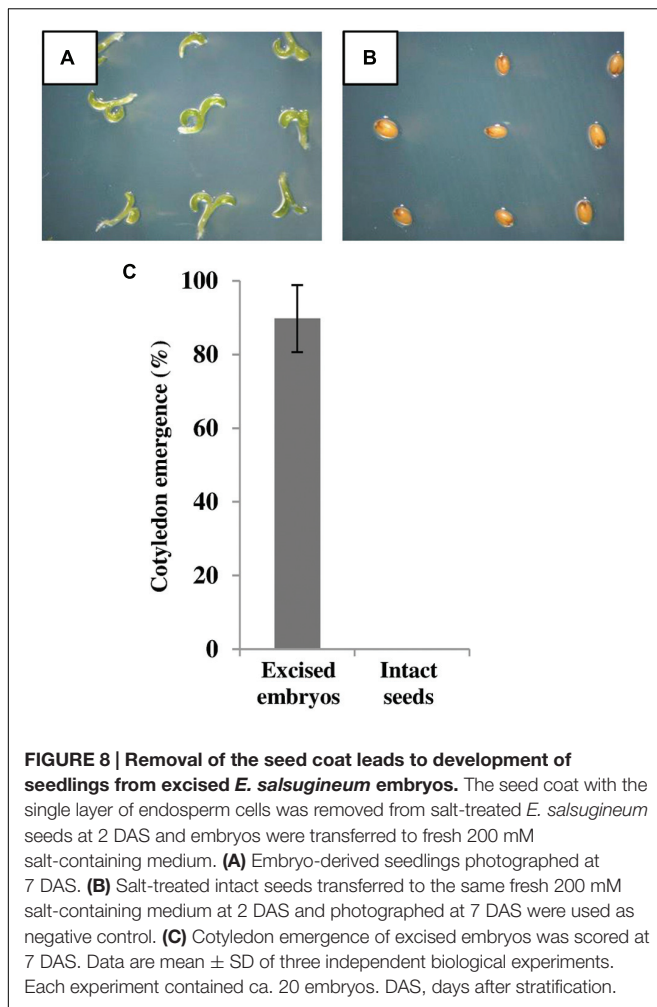 A
B
C
100
80
60
40
20
0
Cotyledon emergence (%)
Excised
embryos
Intact
seeds
FIGURE 8 | Removal of the seed coat leads to development of
seedlings from excised E. salsugineum embryos. The seed coat with the
single layer of endosperm cells was removed from salt-treated E. salsugineum
seeds at 2 DAS and embryos were transferred to fresh 200 mM
salt-containing medium. (A) Embryo-derived seedlings photographed at
7 DAS. (B) Salt-treated intact seeds transferred to the same fresh 200 mM
salt-containing medium at 2 DAS and photographed at 7 DAS were used as
negative control. (C) Cotyledon emergence of excised embryos was scored at
7 DAS. Data are mean ± SD of three independent biological experiments.
Each experiment contained ca. 20 embryos. DAS, days after stratification.